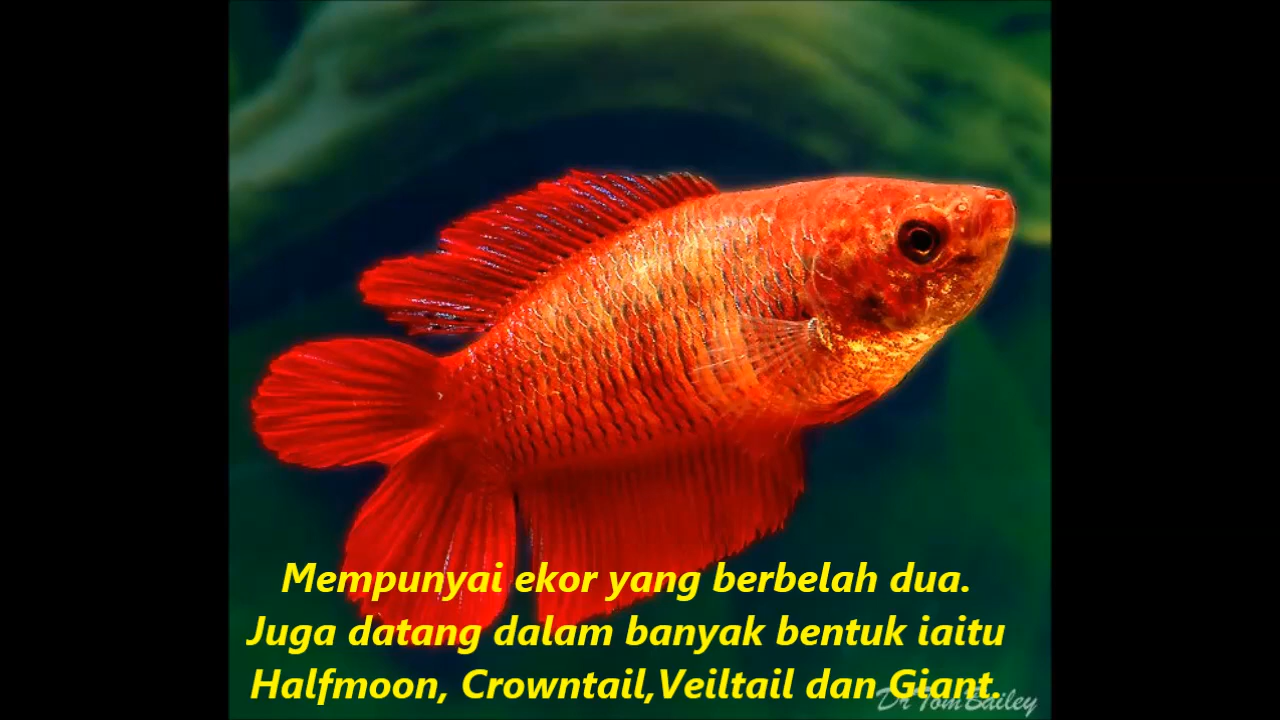 Mempunyai ekor yang berbelah dua.
Juga datang dalam banyak bentuk iaitu
Halfmoon, Crowntail,Veiltail dan Giant.
Dr Tom Bailey